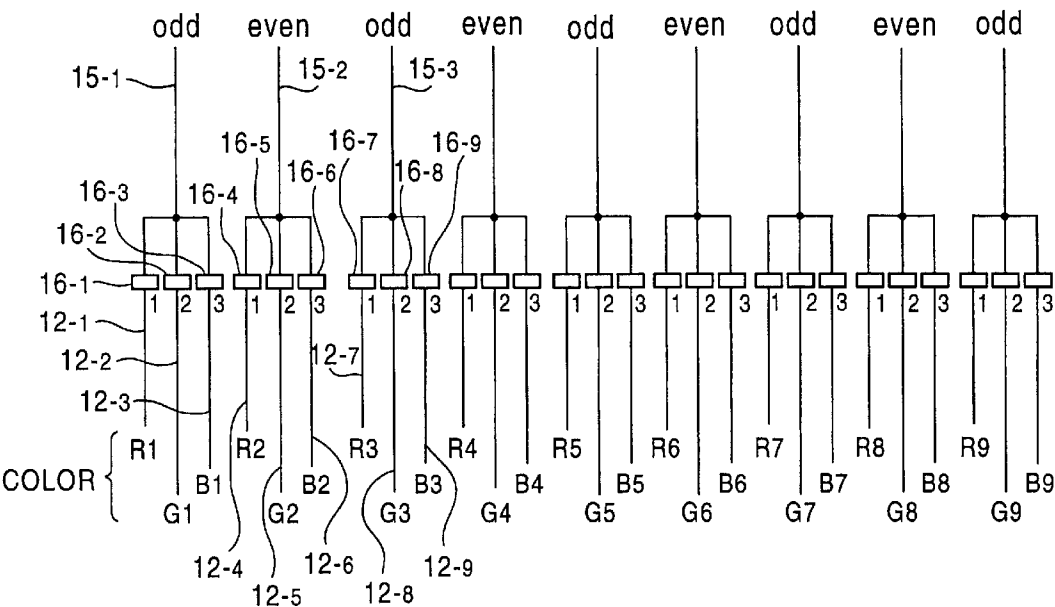 odd even odd even odd even odd even odd
15-1 15-2 15-3
16-5 16-7 16-9
16-3 16-4 16-6 16-8
16-2
16-1
1 2 3 1 2 3 1 2 3 1 2 3 1 2 3 1 2 3 1 2 3 1 2 3 1 2 3
12-1
12-2 12-7
12-3
R1 R2 R3 R4 R5 R6 R7 R8 R9
COLOR B1 B2 B3 B4 B5 B6 B7 B8 B9
G1 G2 G3 G4 G5 G6 G7 G8 G9
12-4 12-6 12-9
12-5 12-8